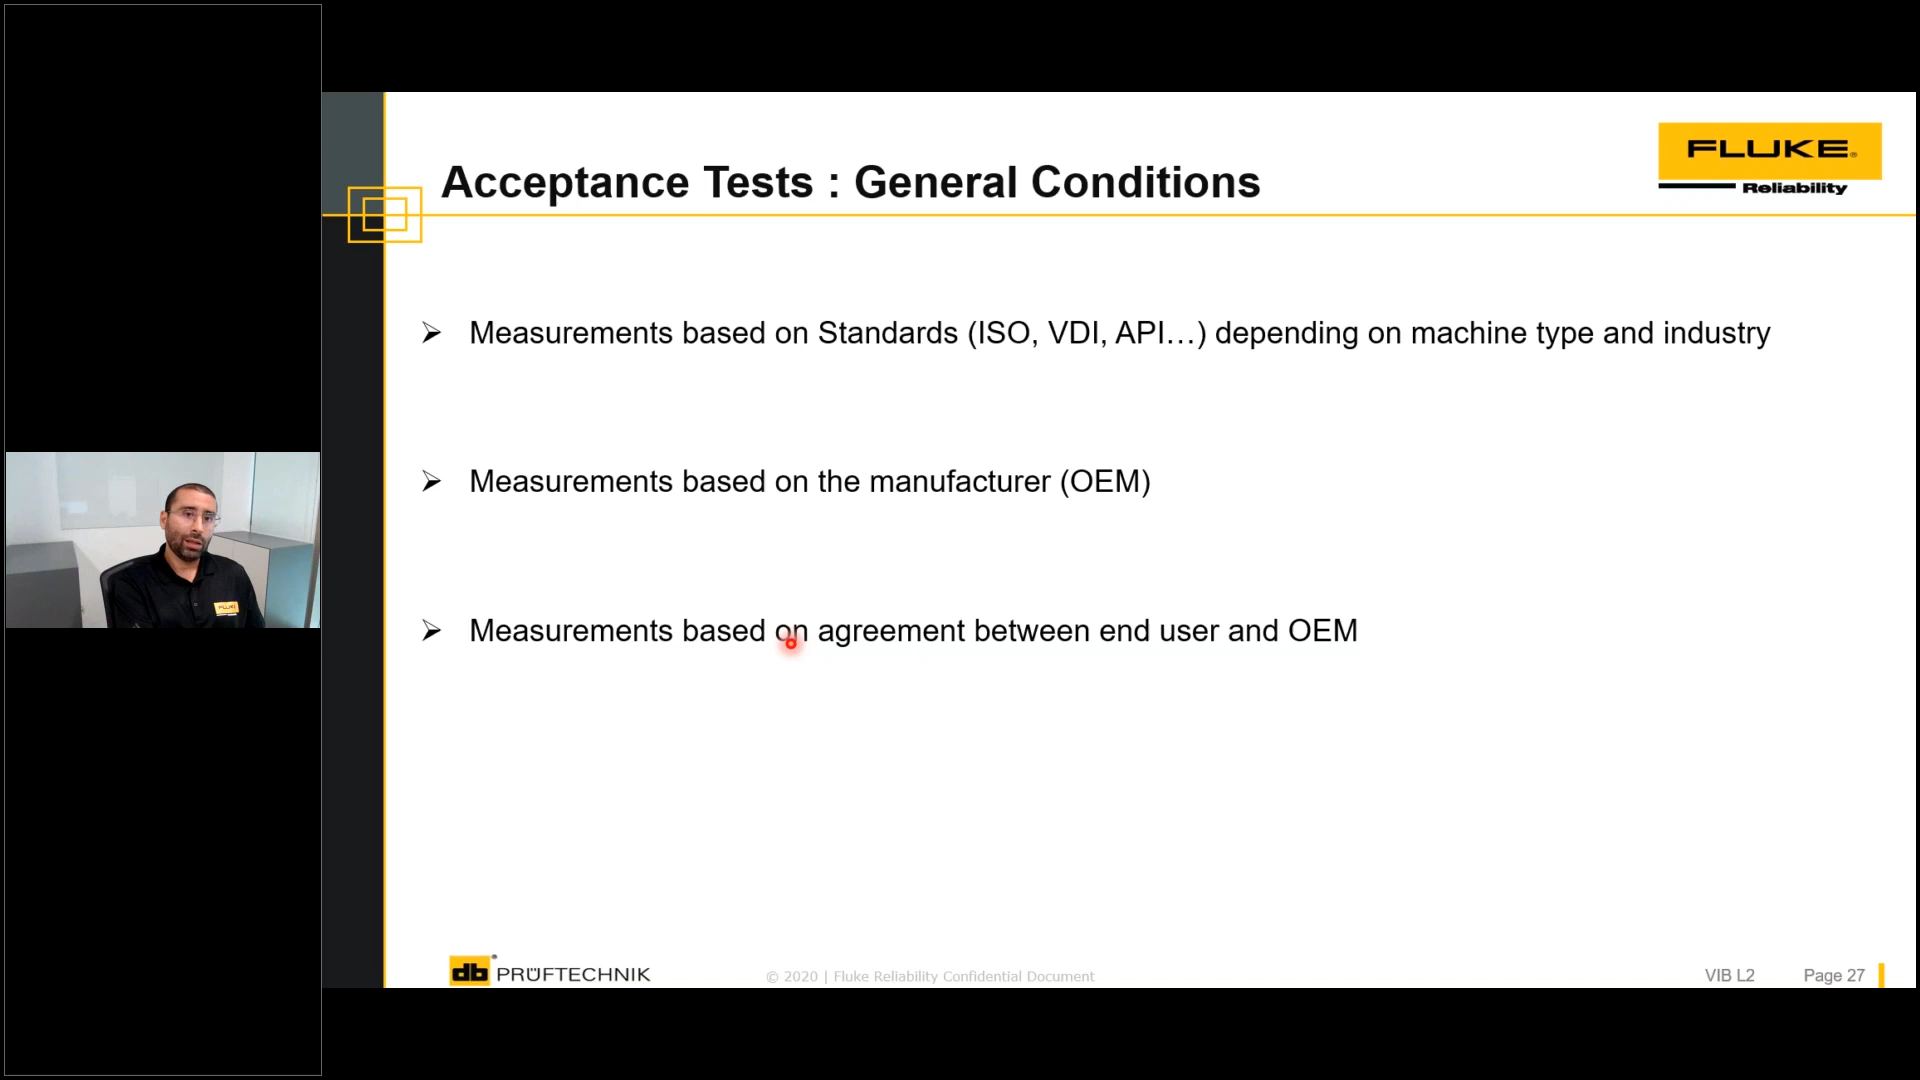 Acceptance Tests : General Conditions
FLUKE®
Reliability
➢ Measurements based on Standards (ISO, VDI, API…) depending on machine type and industry
➢ Measurements based on the manufacturer (OEM)
➢ Measurements based on agreement between end user and OEM
FLUKE
db® PRÜFTECHNIK
© 2020 | Fluke Reliability Confidential Document
VIB L2
Page 27